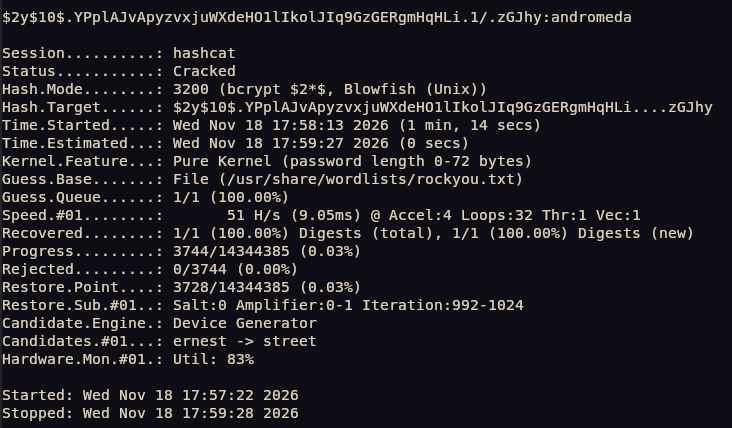 $2y$10$.YPplAJvApyzvxjuWXdeHO1lIkolJIq9GzGERgmHqHLi.1/.zGJhy:andromeda
Session..........: hashcat
Status...........: Cracked
Hash.Mode........: 3200 (bcrypt $2*$, Blowfish (Unix))
Hash.Target......: $2y$10$.YPplAJvApyzvxjuWXdeHO1lIkolJIq9GzGERgmHqHLi....zGJhy
Time.Started.....: Wed Nov 18 17:58:13 2026 (1 min, 14 secs)
Time.Estimated...: Wed Nov 18 17:59:27 2026 (0 secs)
Kernel.Feature...: Pure Kernel (password length 0-72 bytes)
Guess.Base.......: File (/usr/share/wordlists/rockyou.txt)
Guess.Queue......: 1/1 (100.00%)
Speed.#01........:       51 H/s (9.05ms) @ Accel:4 Loops:32 Thr:1 Vec:1
Recovered........: 1/1 (100.00%) Digests (total), 1/1 (100.00%) Digests (new)
Progress.........: 3744/14344385 (0.03%)
Rejected.........: 0/3744 (0.00%)
Restore.Point....: 3728/14344385 (0.03%)
Restore.Sub.#01..: Salt:0 Amplifier:0-1 Iteration:992-1024
Candidate.Engine.: Device Generator
Candidates.#01...: ernest -> street
Hardware.Mon.#01.: Util: 83%
Started: Wed Nov 18 17:57:22 2026
Stopped: Wed Nov 18 17:59:28 2026